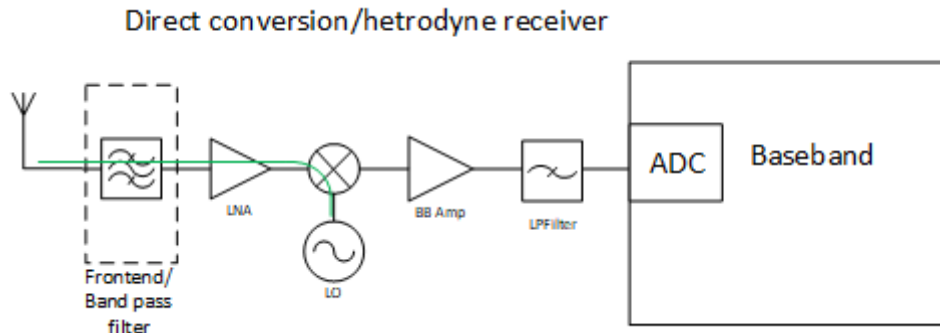 Direct conversion/hetrodyne receiver
ADC
Baseband
LNA
BB Amp
LPFilter
LO
Frontend/
Band pass
filter